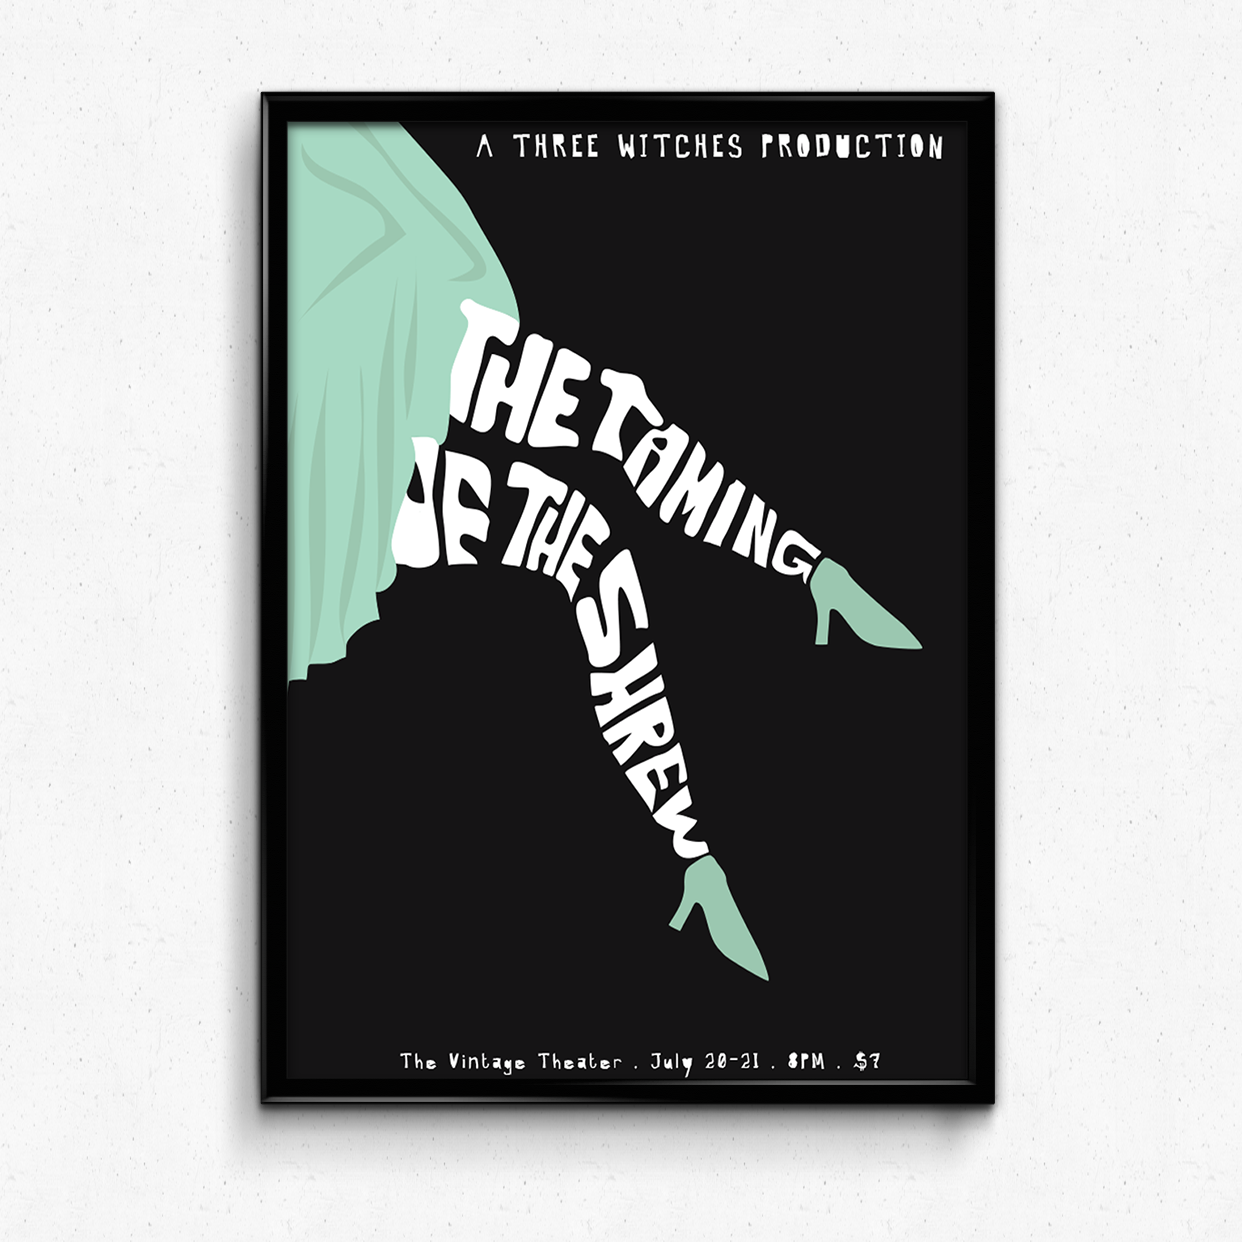 A THREE WITCHES PRODUCTION
THE TAMING
OF THE SHREW
The Vintage Theater . July 20-21 . 8PM . $7